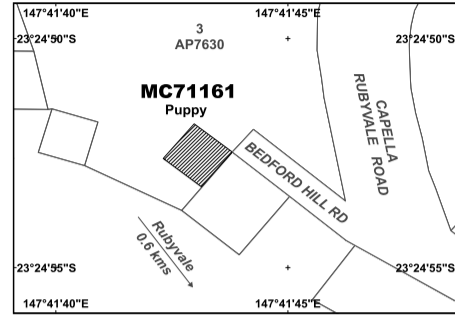 147°41'40"E
147°41'45"E
23°24'50"S
23°24'50"S
3
AP7630
MC71161
Puppy
CAPELLA
RUBYVALE ROAD
BEDFORD HILL RD
Rubyvale
0.6 kms
23°24'55"S
23°24'55"S
147°41'40"E
147°41'45"E